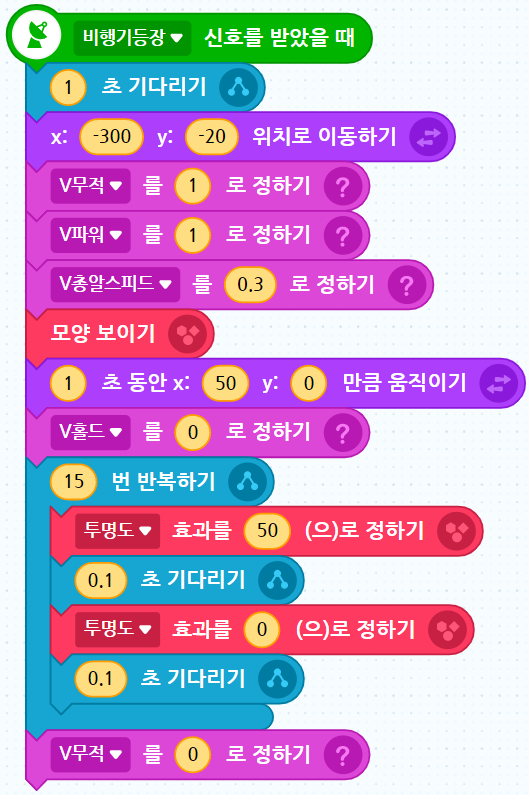 비행기등장 신호를 받았을 때
1 초 기다리기
x: -300 y: -20 위치로 이동하기
V무적 를 1 로 정하기 ?
V파워 를 1 로 정하기 ?
V총알스피드 를 0.3 로 정하기 ?
모양 보이기
1 초 동안 x: 50 y: 0 만큼 움직이기
V홀드 를 0 로 정하기 ?
15 번 반복하기
투명도 효과를 50 (으)로 정하기
0.1 초 기다리기
투명도 효과를 0 (으)로 정하기
0.1 초 기다리기
V무적 를 0 로 정하기 ?